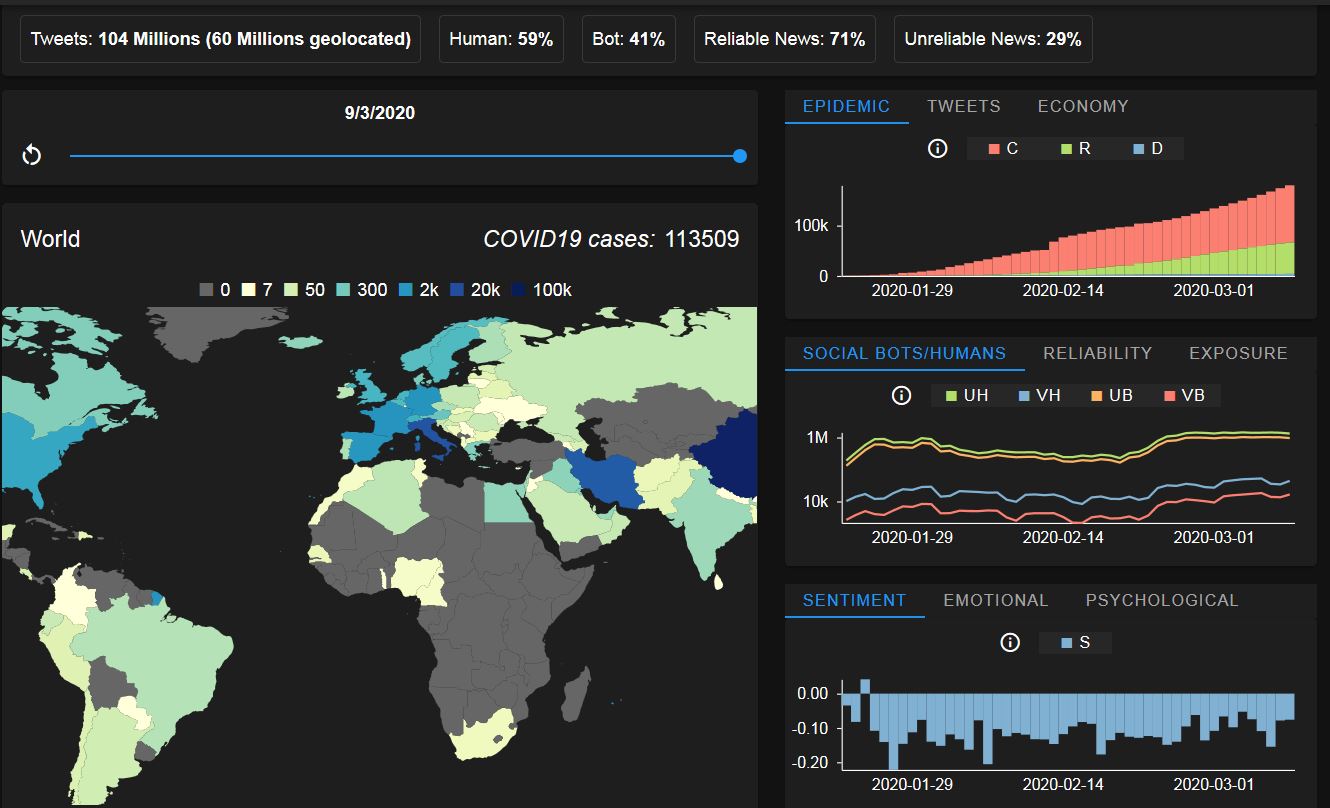 Tweets: 104 Millions (60 Millions geolocated)
Human: 59%
Bot: 41%
Reliable News: 71%
Unreliable News: 29%
9/3/2020
World
COVID19 cases: 113509
0 7 50 300 2k 20k 100k
EPIDEMIC TWEETS ECONOMY
C R D
100k
0
2020-01-29 2020-02-14 2020-03-01
SOCIAL BOTS/HUMANS RELIABILITY EXPOSURE
UH VH UB VB
1M
10k
2020-01-29 2020-02-14 2020-03-01
SENTIMENT EMOTIONAL PSYCHOLOGICAL
S
0.00
-0.10
-0.20
2020-01-29 2020-02-14 2020-03-01